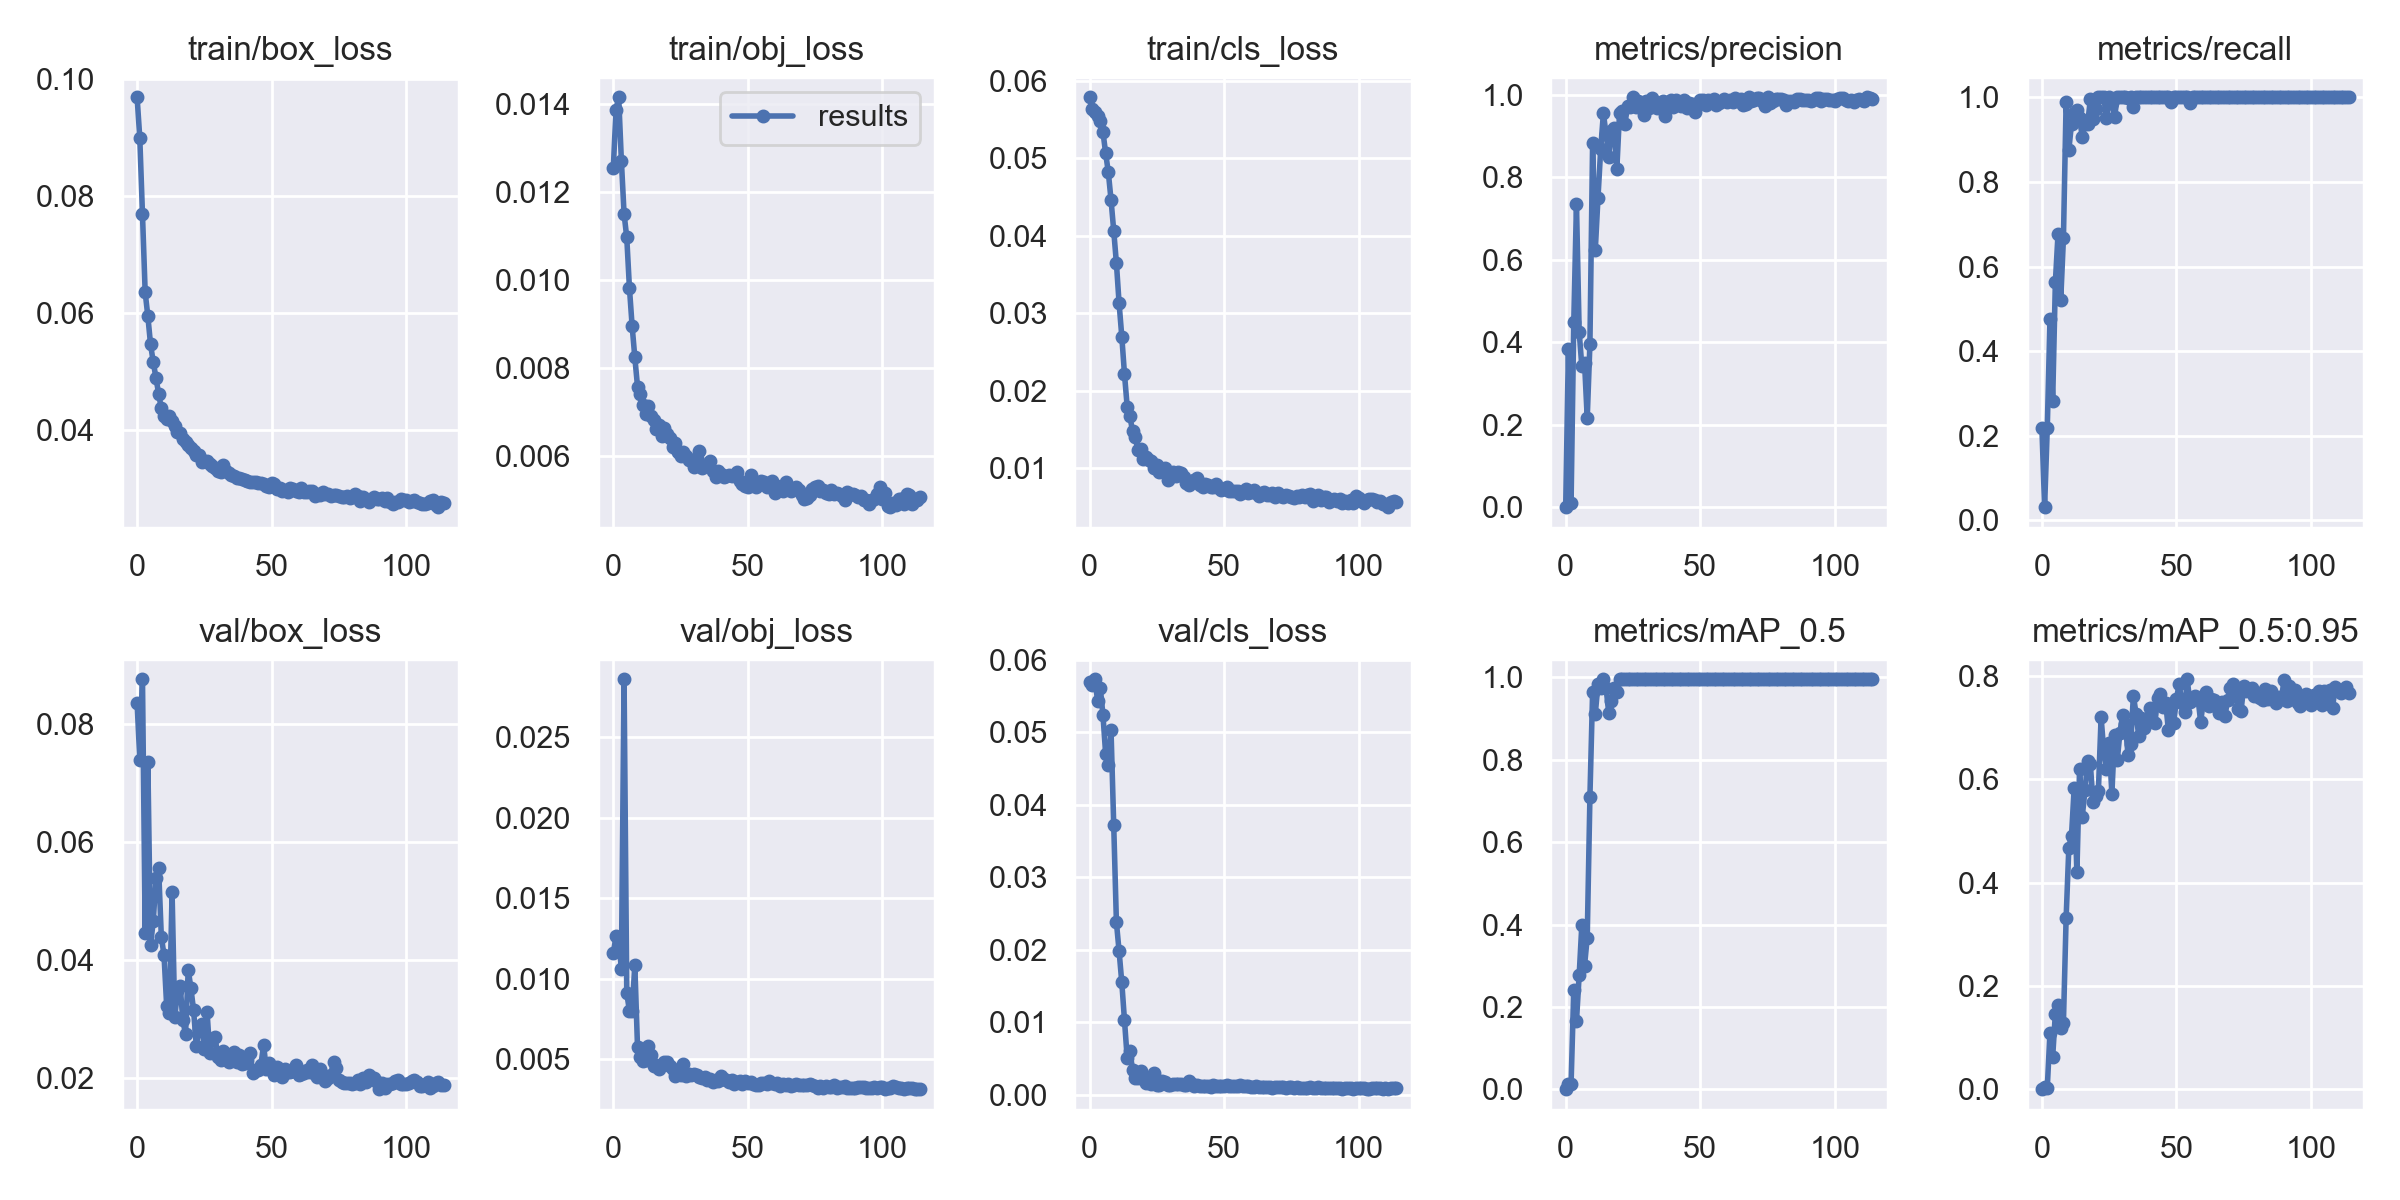 train/box_loss
train/obj_loss
train/cls_loss
metrics/precision
metrics/recall
0.10
0.08
0.06
0.04
0 50 100
0.014
0.012
0.010
0.008
0.006
results
0 50 100
0.06
0.05
0.04
0.03
0.02
0.01
0 50 100
1.0
0.8
0.6
0.4
0.2
0.0
0 50 100
1.0
0.8
0.6
0.4
0.2
0.0
0 50 100
val/box_loss
val/obj_loss
val/cls_loss
metrics/mAP_0.5
metrics/mAP_0.5:0.95
0.08
0.06
0.04
0.02
0 50 100
0.025
0.020
0.015
0.010
0.005
0 50 100
0.06
0.05
0.04
0.03
0.02
0.01
0.00
0 50 100
1.0
0.8
0.6
0.4
0.2
0.0
0 50 100
0.8
0.6
0.4
0.2
0.0
0 50 100